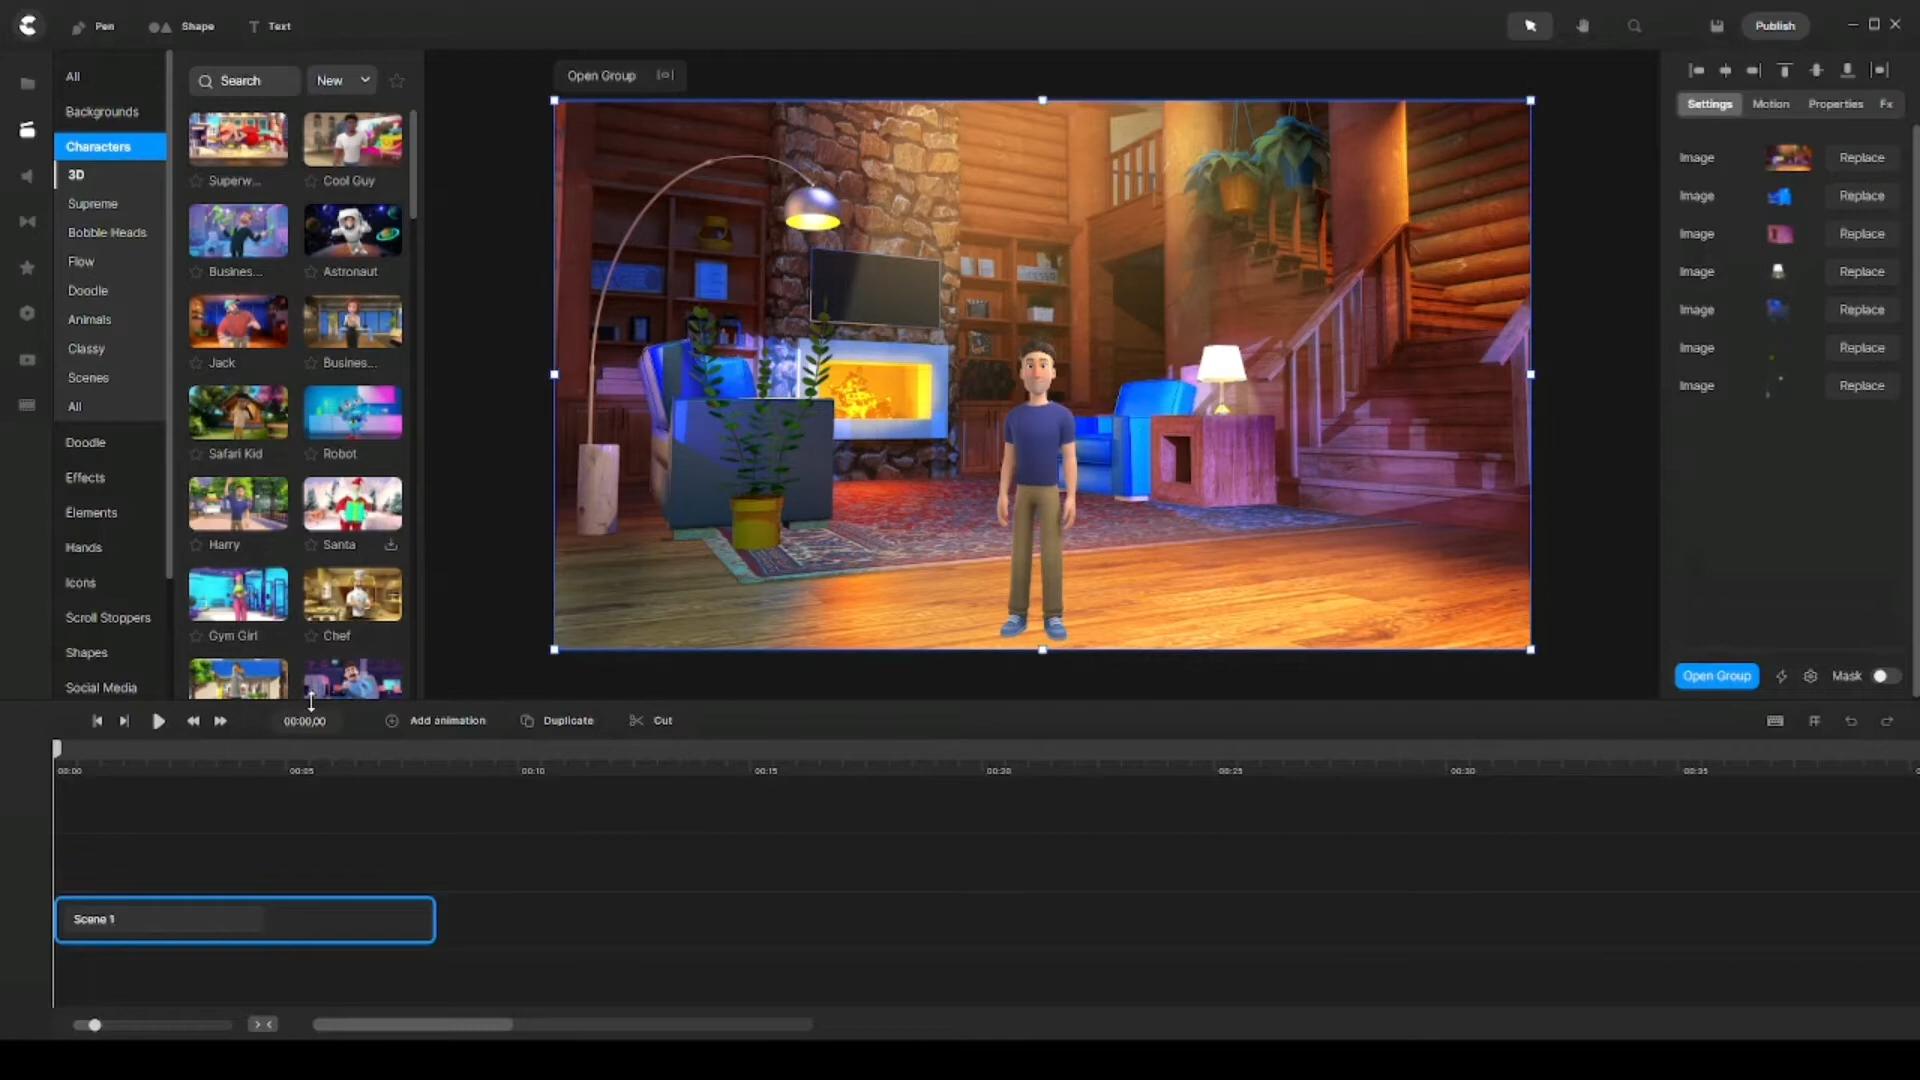 Pen Shape Text Publish
All
Backgrounds
Characters
3D
Supreme
Bobble Heads
Flow
Doodle
Animals
Classy
Scenes
All
Doodle
Effects
Elements
Hands
Icons
Scroll Stoppers
Shapes
Social Media
Search New
Superw... Cool Guy
Busines... Astronaut
Jack Busines...
Safari Kid Robot
Harry Santa
Gym Girl Chef
Open Group
Settings Motion Properties Fx
Image Replace
Image Replace
Image Replace
Image Replace
Image Replace
Image Replace
Image Replace
Open Group Mask
00:00,00 Add animation Duplicate Cut
00:00 00:05 00:10 00:15 00:20 00:25 00:30 00:35
Scene 1